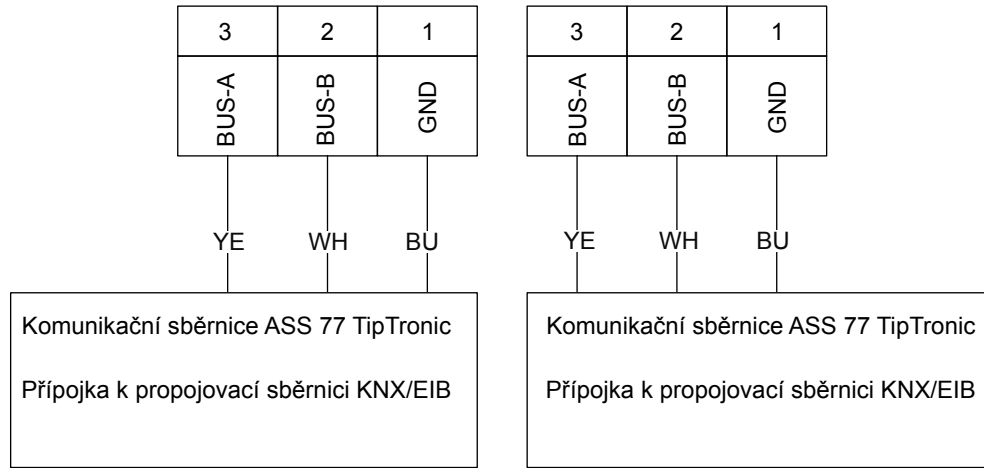 3 2 1 3 2 1
BUS-A BUS-B GND BUS-A BUS-B GND
YE WH BU YE WH BU
Komunikační sběrnice ASS 77 TipTronic
Přípojka k propojovací sběrnici KNX/EIB
Komunikační sběrnice ASS 77 TipTronic
Přípojka k propojovací sběrnici KNX/EIB